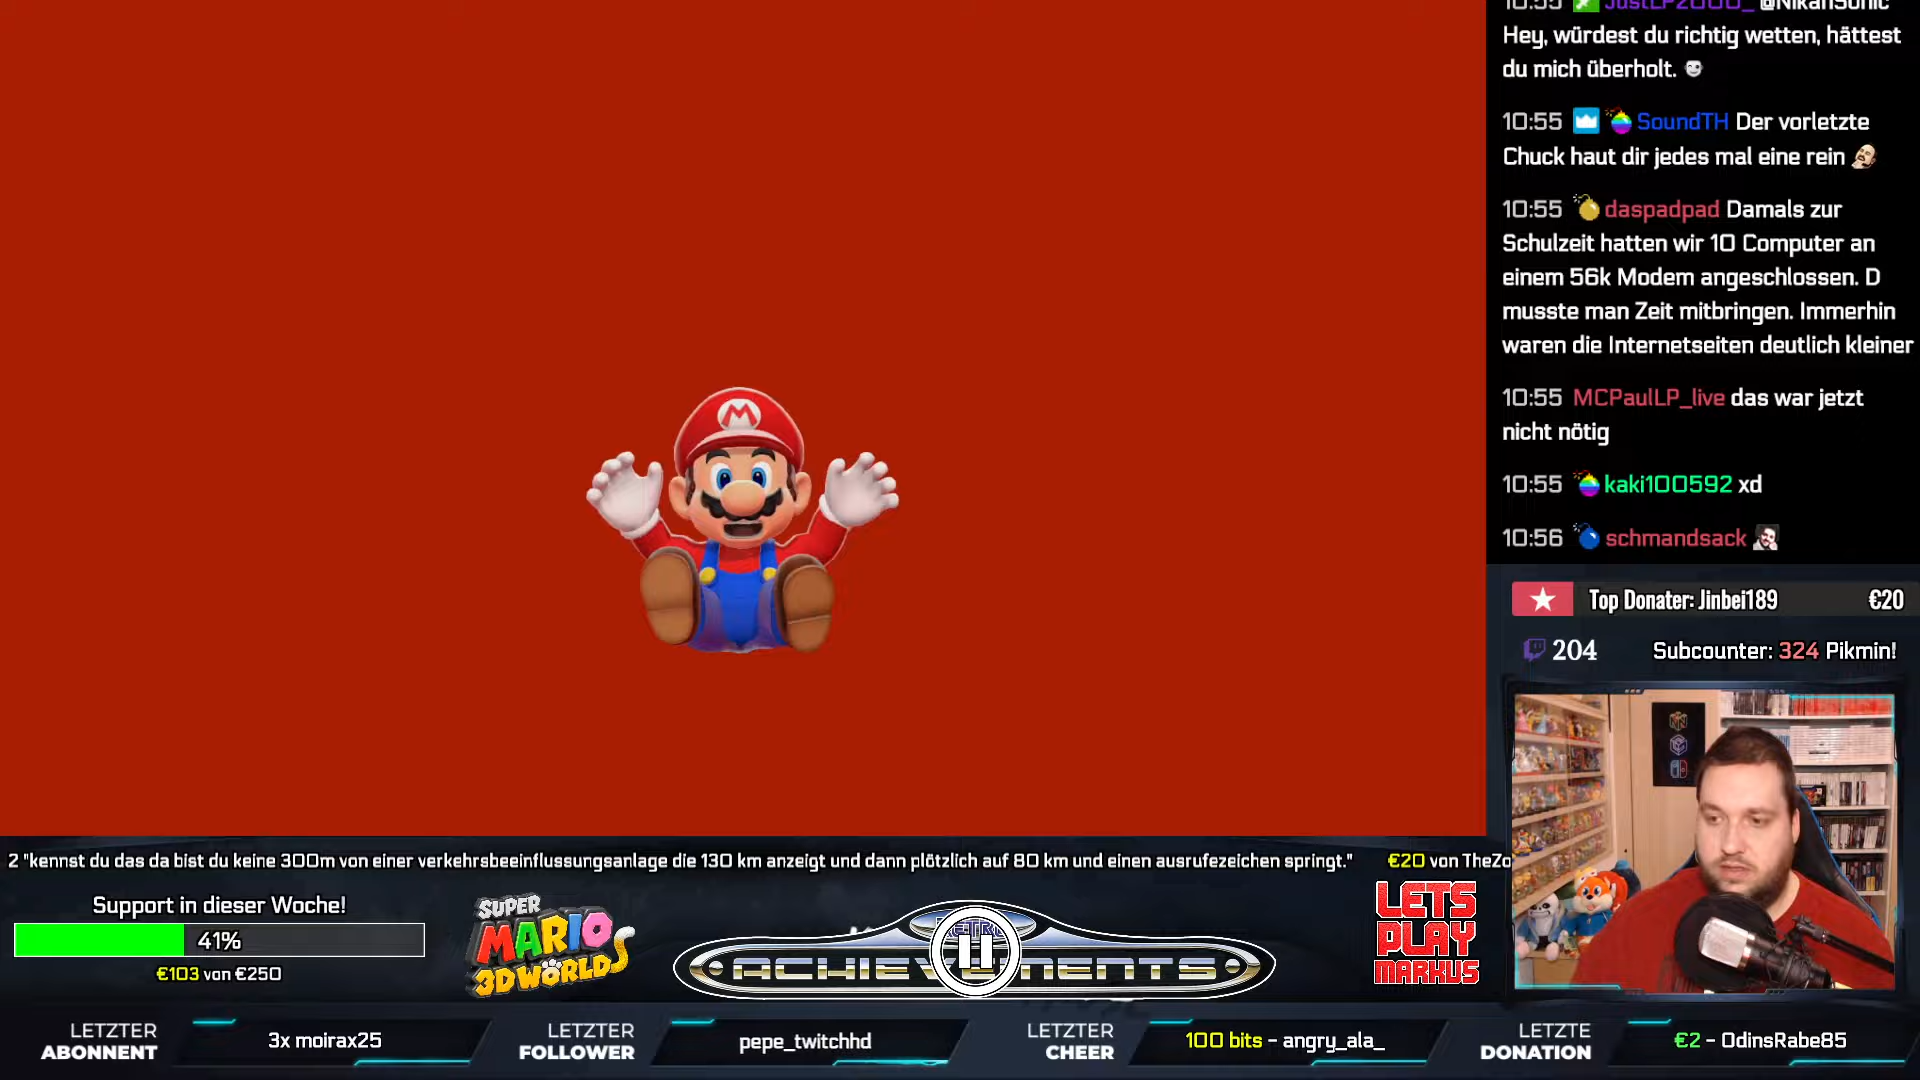 10:55 JustLP2000_ @NikanSonic
Hey, würdest du richtig wetten, hättest
du mich überholt.
10:55 SoundTH Der vorletzte
Chuck haut dir jedes mal eine rein
10:55 daspadpad Damals zur
Schulzeit hatten wir 10 Computer an
einem 56k Modem angeschlossen. D
musste man Zeit mitbringen. Immerhin
waren die Internetseiten deutlich kleiner
10:55 MCPaulLP_live das war jetzt
nicht nötig
10:55 kaki100592 xd
10:56 schmandsack
Top Donater: Jinbei189 €20
204 Subcounter: 324 Pikmin!
M
2 "kennst du das da bist du keine 300m von einer verkehrsbeeinflussungsanlage die 130 km anzeigt und dann plötzlich auf 80 km und einen ausrufezeichen springt." €20 von TheZo
Support in dieser Woche!
41%
€103 von €250
SUPER
MARIO
3D WORLD
RETRO
ACHIEVEMENTS
LETS
PLAY
MARKUS
LETZTER
ABONNENT
3x moirax25
LETZTER
FOLLOWER
pepe_twitchhd
LETZTER
CHEER
100 bits - angry_ala_
LETZTE
DONATION
€2 - OdinsRabe85